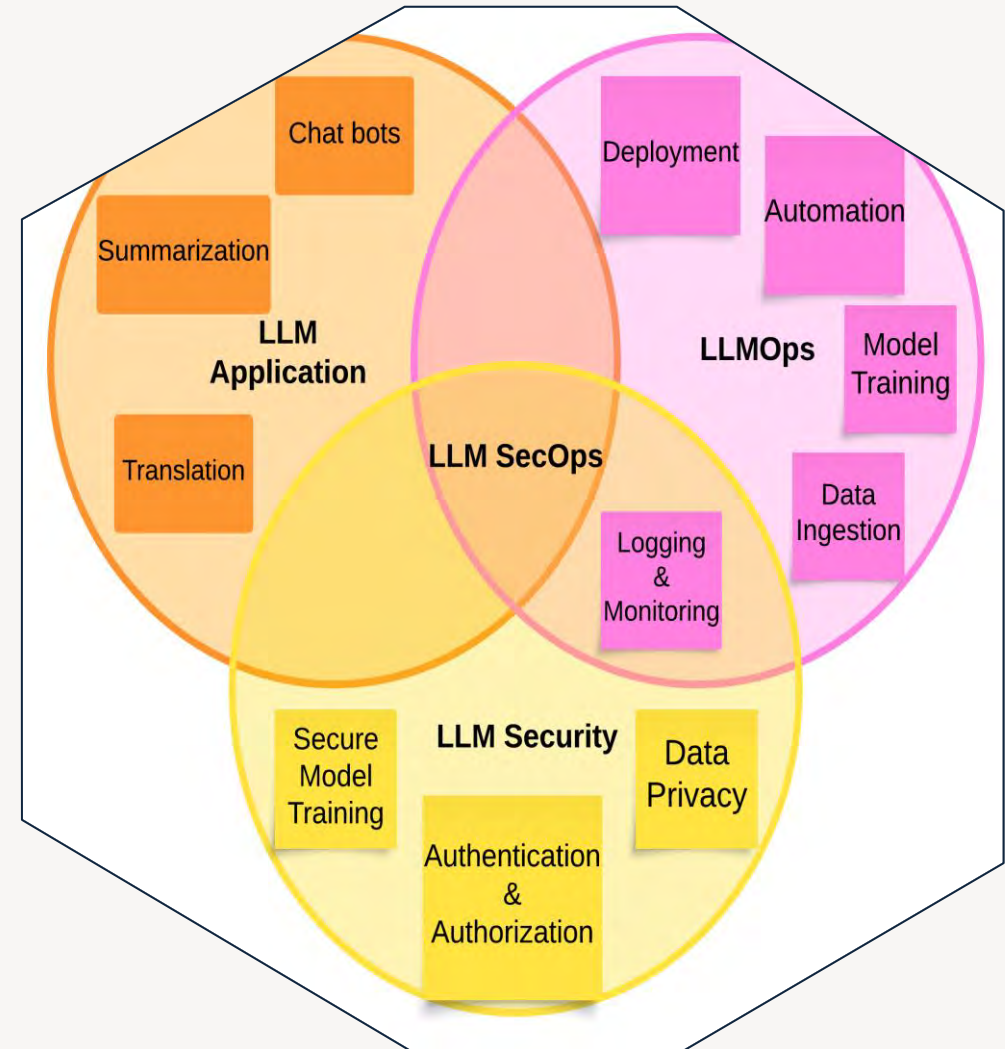 Chat bots
Summarization
LLM
Application
Translation
Deployment
Automation
LLMOps
Model
Training
Data
Ingestion
LLM SecOps
Logging
&
Monitoring
LLM Security
Secure
Model
Training
Authentication
&
Authorization
Data
Privacy